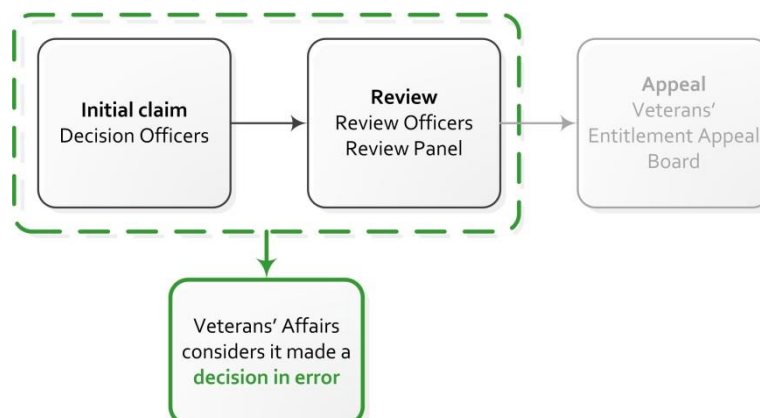 Initial claim
Decision Officers
Review
Review Officers
Review Panel
Appeal
Veterans’
Entitlement Appeal
Board
Veterans’ Affairs
considers it made a
decision in error